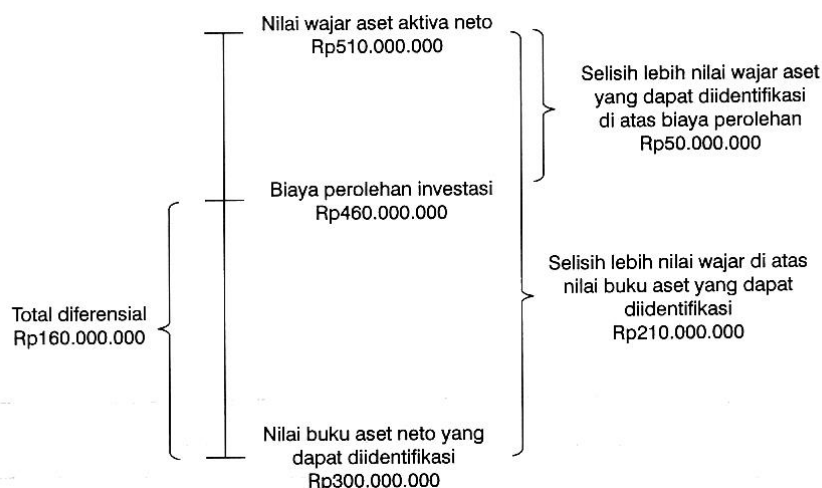 Nilai wajar aset aktiva neto
Rp510.000.000
Selisih lebih nilai wajar aset
yang dapat diidentifikasi
di atas biaya perolehan
Rp50.000.000
Biaya perolehan investasi
Rp460.000.000
Selisih lebih nilai wajar di atas
nilai buku aset yang dapat
diidentifikasi
Rp210.000.000
Total diferensial
Rp160.000.000
Nilai buku aset neto yang
dapat diidentifikasi
Rp300.000.000